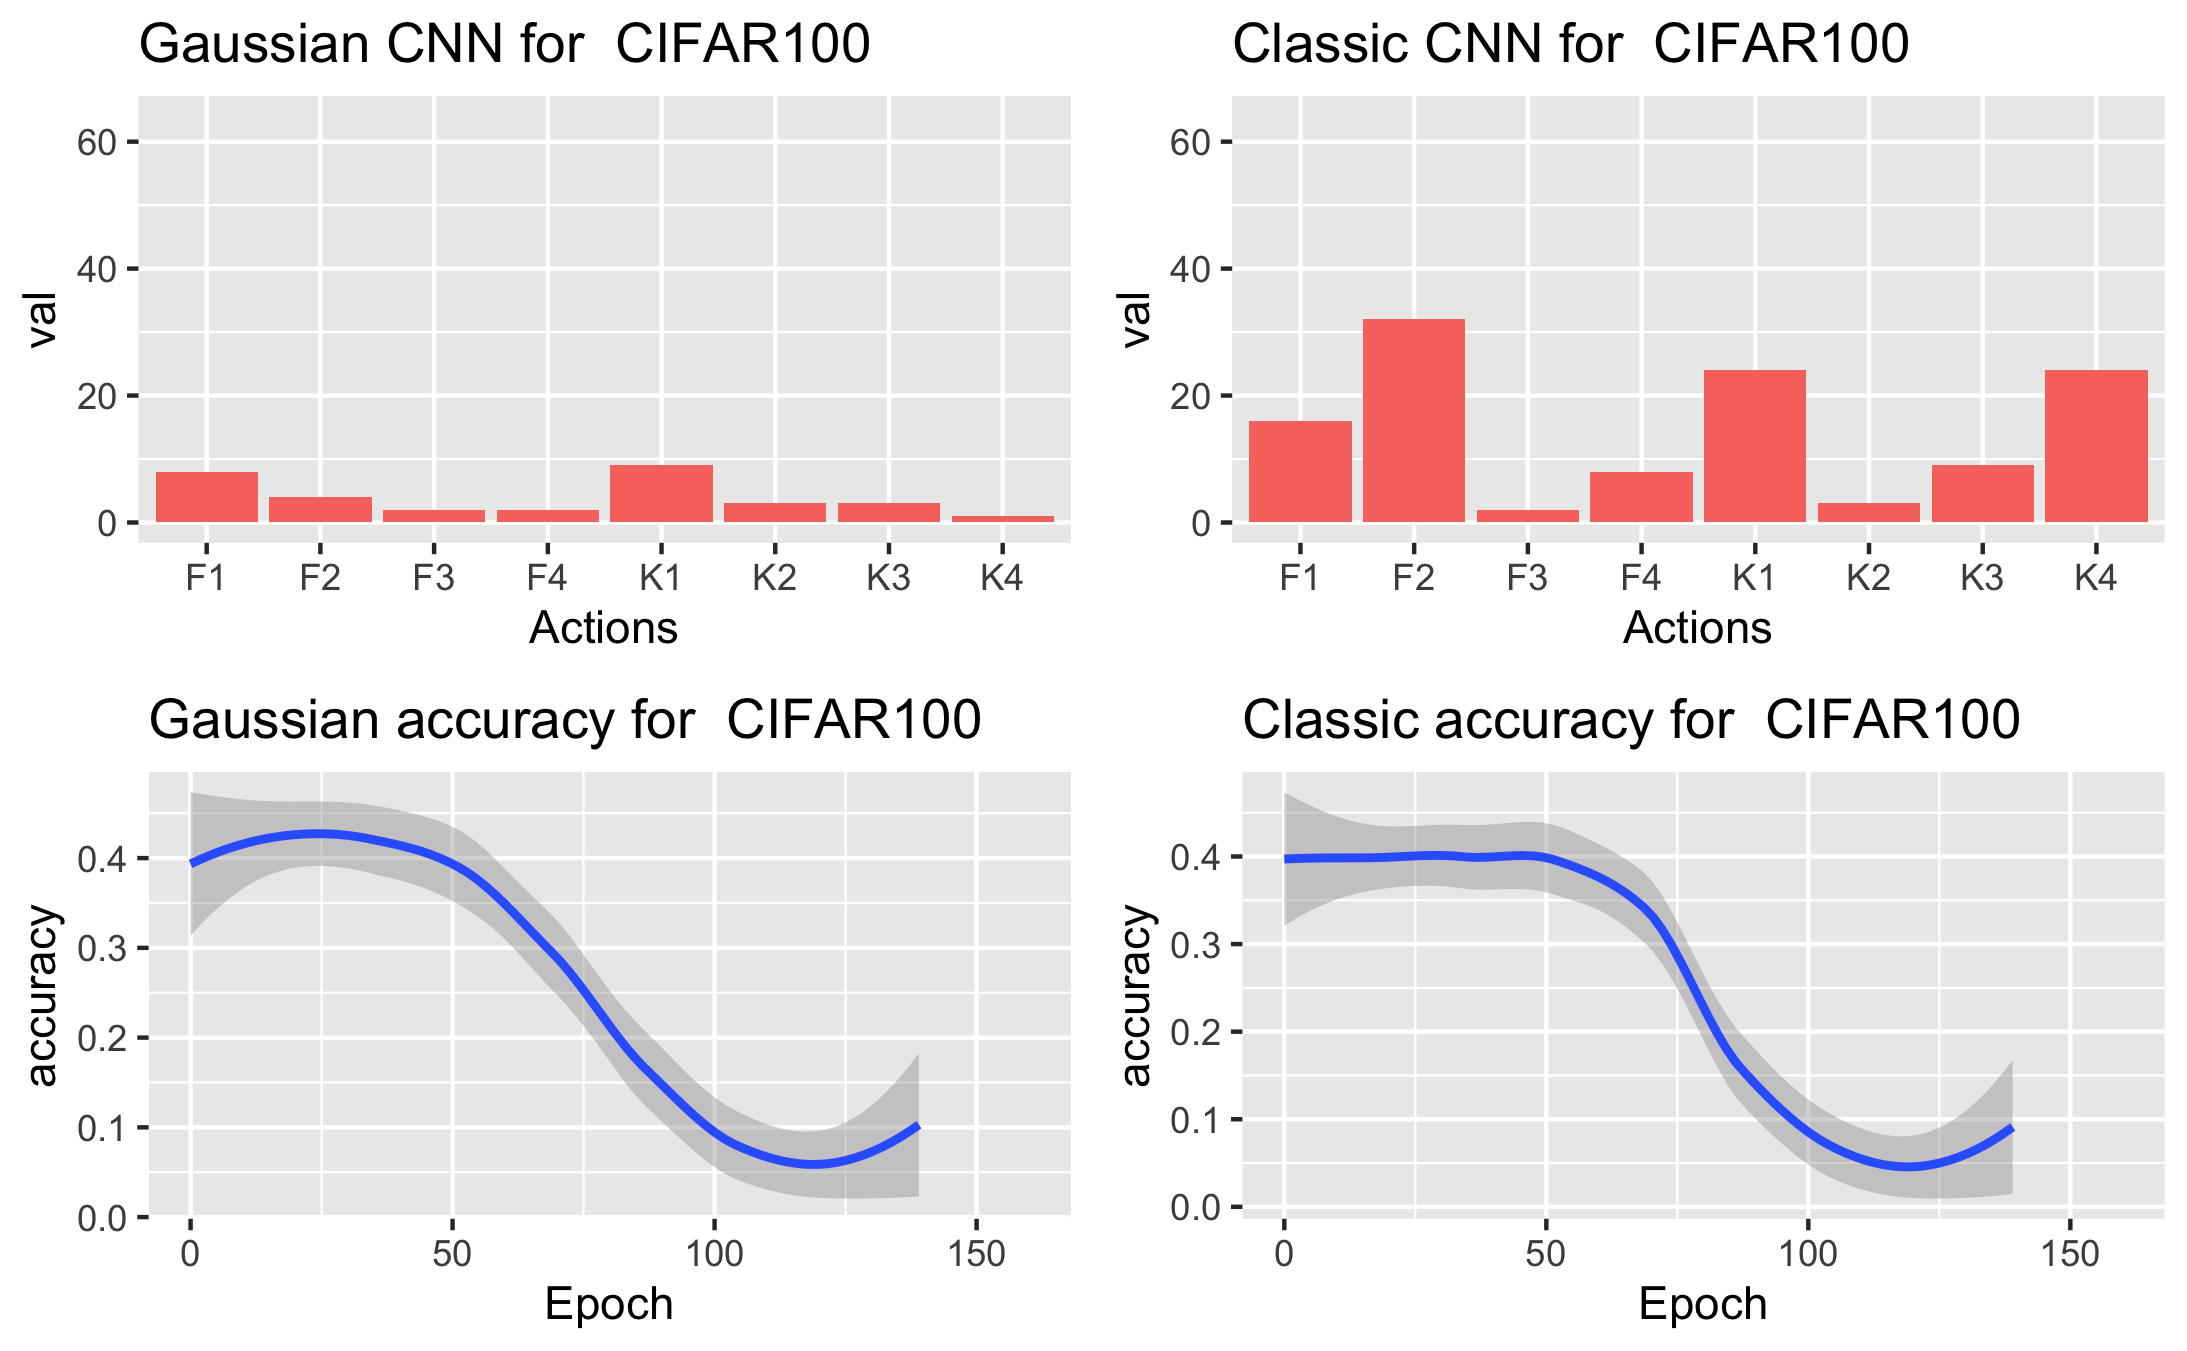 Gaussian CNN for  CIFAR100
60
40
20
0
val
F1 F2 F3 F4 K1 K2 K3 K4
Actions
Classic CNN for  CIFAR100
60
40
20
0
val
F1 F2 F3 F4 K1 K2 K3 K4
Actions
Gaussian accuracy for  CIFAR100
0.4
0.3
0.2
0.1
0.0
accuracy
0 50 100 150
Epoch
Classic accuracy for  CIFAR100
0.4
0.3
0.2
0.1
0.0
accuracy
0 50 100 150
Epoch